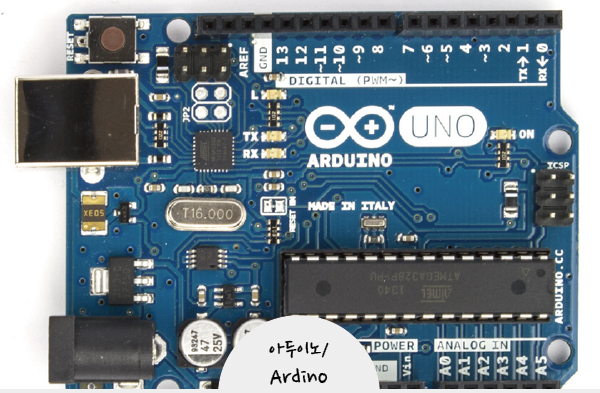 RESET
AREF
GND
13
12
~11
~10
~9
8
7
~6
~5
4
~3
2
TX→1
RX←0
DIGITAL (PWM~)
L
JP2
TX
RX
UNO
ON
ARDUINO
ICSP
T16.000
RESET EN
MADE IN ITALY
ATMEGA328P-PU
1340
ATMEL
ARDUINO.CC
47
25V
아두이노/
Ardino
POWER
ANALOG IN
GND
Vin
A0
A1
A2
A3
A4
A5